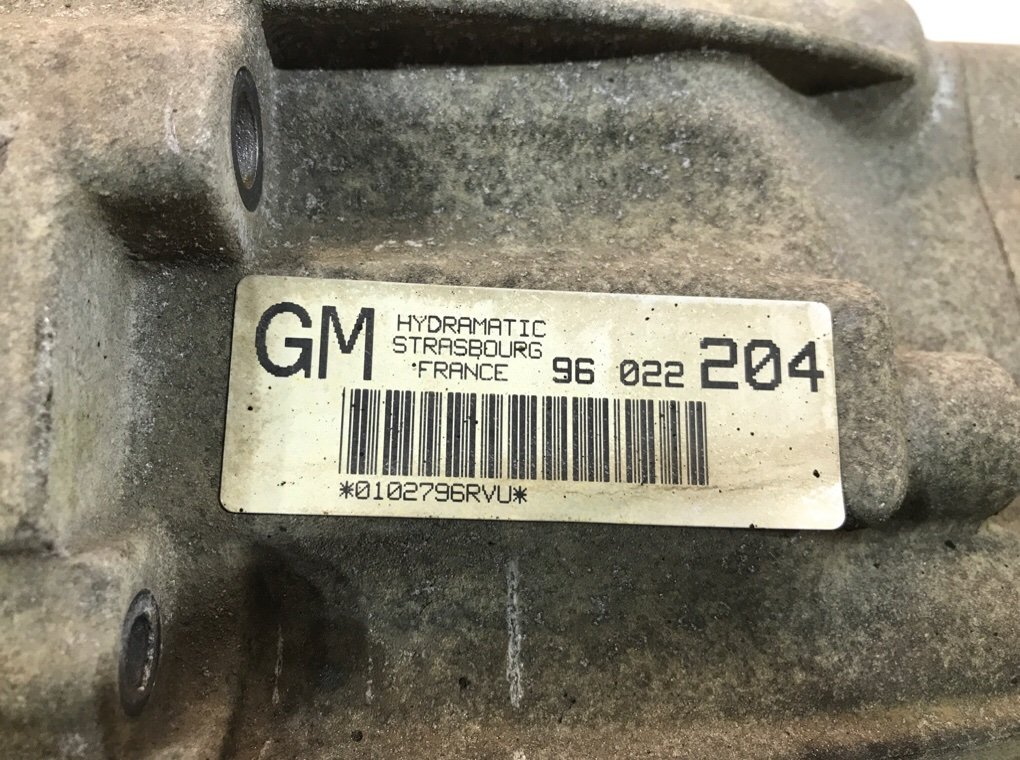 GM HYDRAMATIC
STRASBOURG
FRANCE 96 022 204
*0102796RVU*